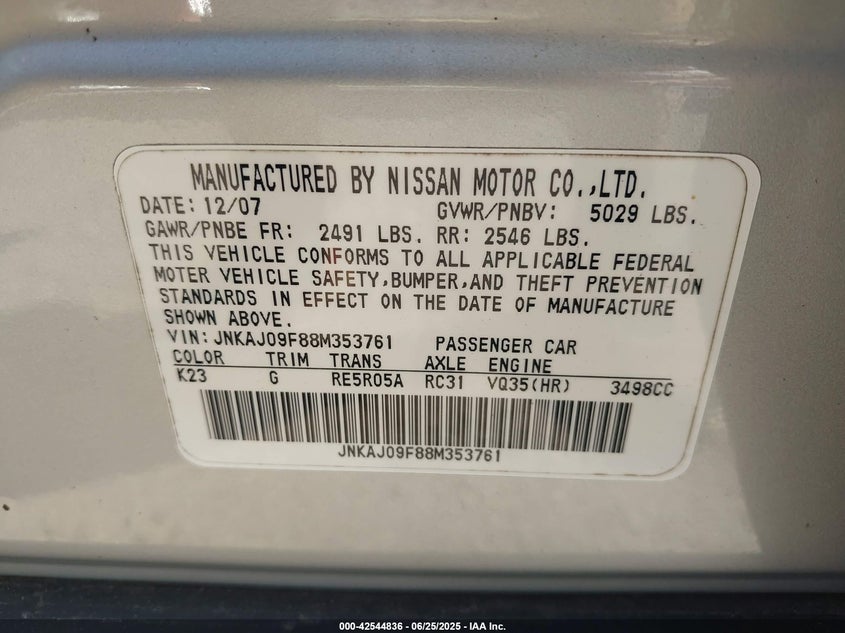 MANUFACTURED BY NISSAN MOTOR CO.,LTD.
DATE: 12/07 GVWR/PNBV: 5029 LBS.
GAWR/PNBE FR: 2491 LBS. RR: 2546 LBS.
THIS VEHICLE CONFORMS TO ALL APPLICABLE FEDERAL
MOTER VEHICLE SAFETY,BUMPER,AND THEFT PREVENTION
STANDARDS IN EFFECT ON THE DATE OF MANUFACTURE
SHOWN ABOVE.
VIN: JNKAJ09F88M353761 PASSENGER CAR
COLOR TRIM TRANS AXLE ENGINE
K23 G RE5R05A RC31 VQ35(HR) 3498CC
JNKAJ09F88M353761
000-42544836 - 06/25/2025 - IAA Inc.